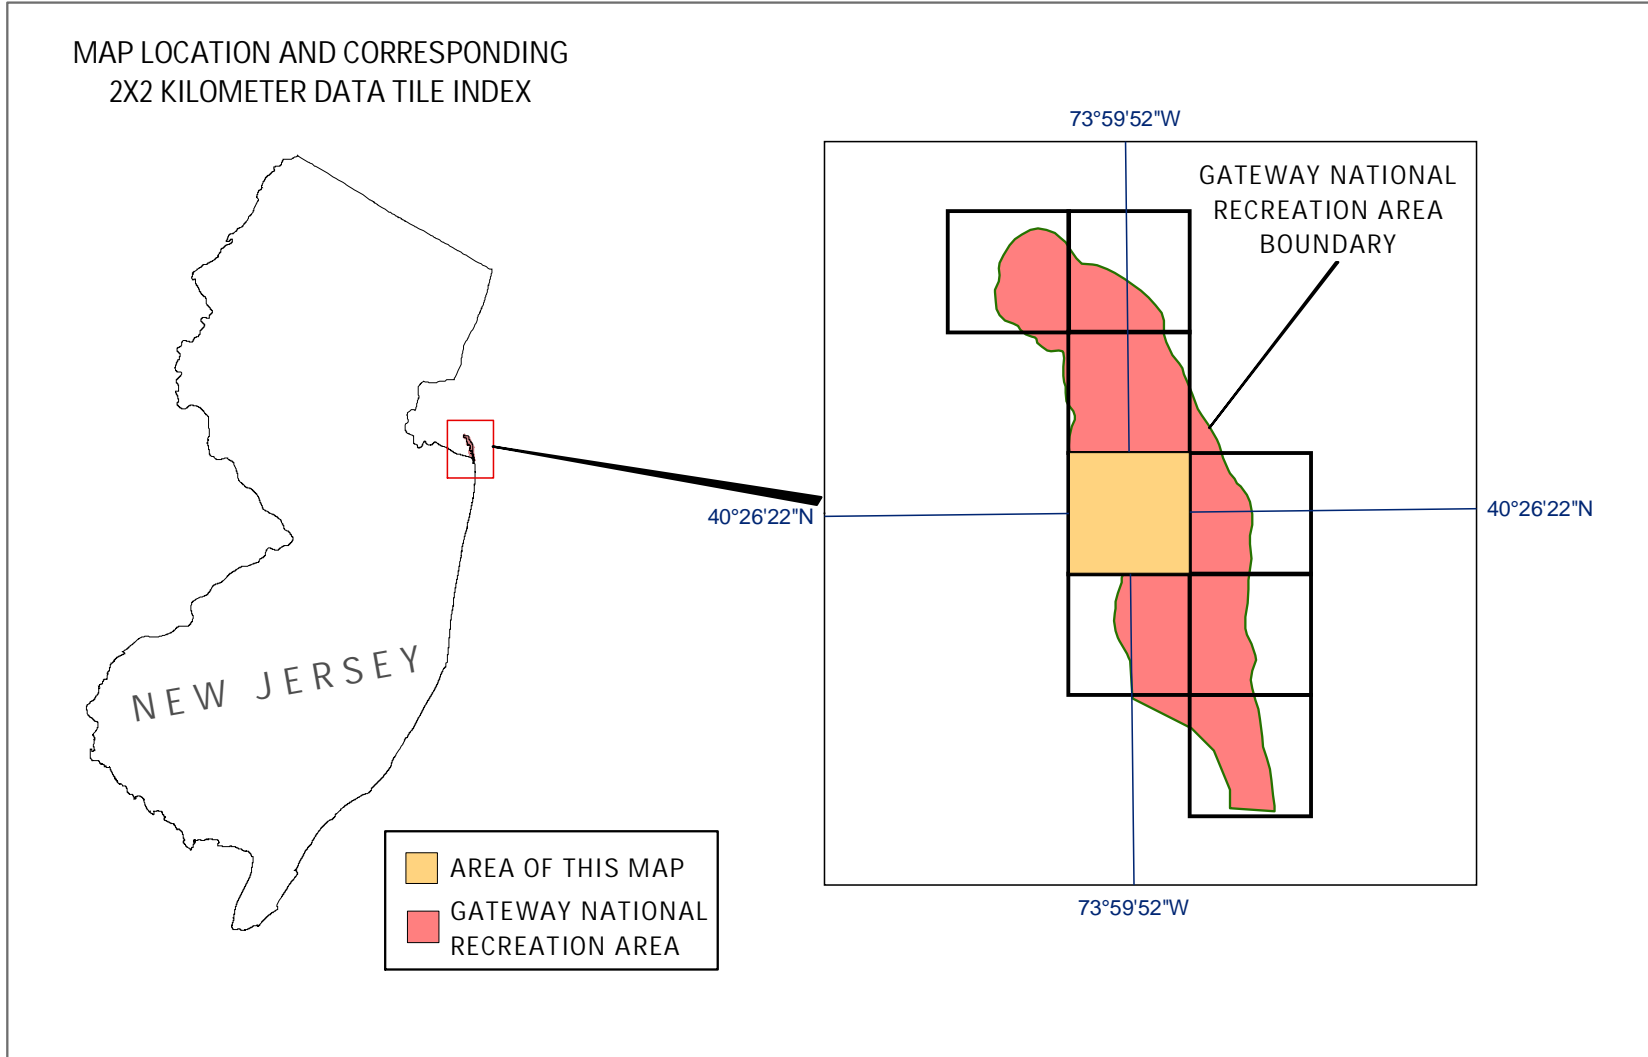 MAP LOCATION AND CORRESPONDING
2X2 KILOMETER DATA TILE INDEX
73°59'52"W
GATEWAY NATIONAL
RECREATION AREA
BOUNDARY
40°26'22"N
40°26'22"N
NEW JERSEY
AREA OF THIS MAP
GATEWAY NATIONAL
RECREATION AREA
73°59'52"W